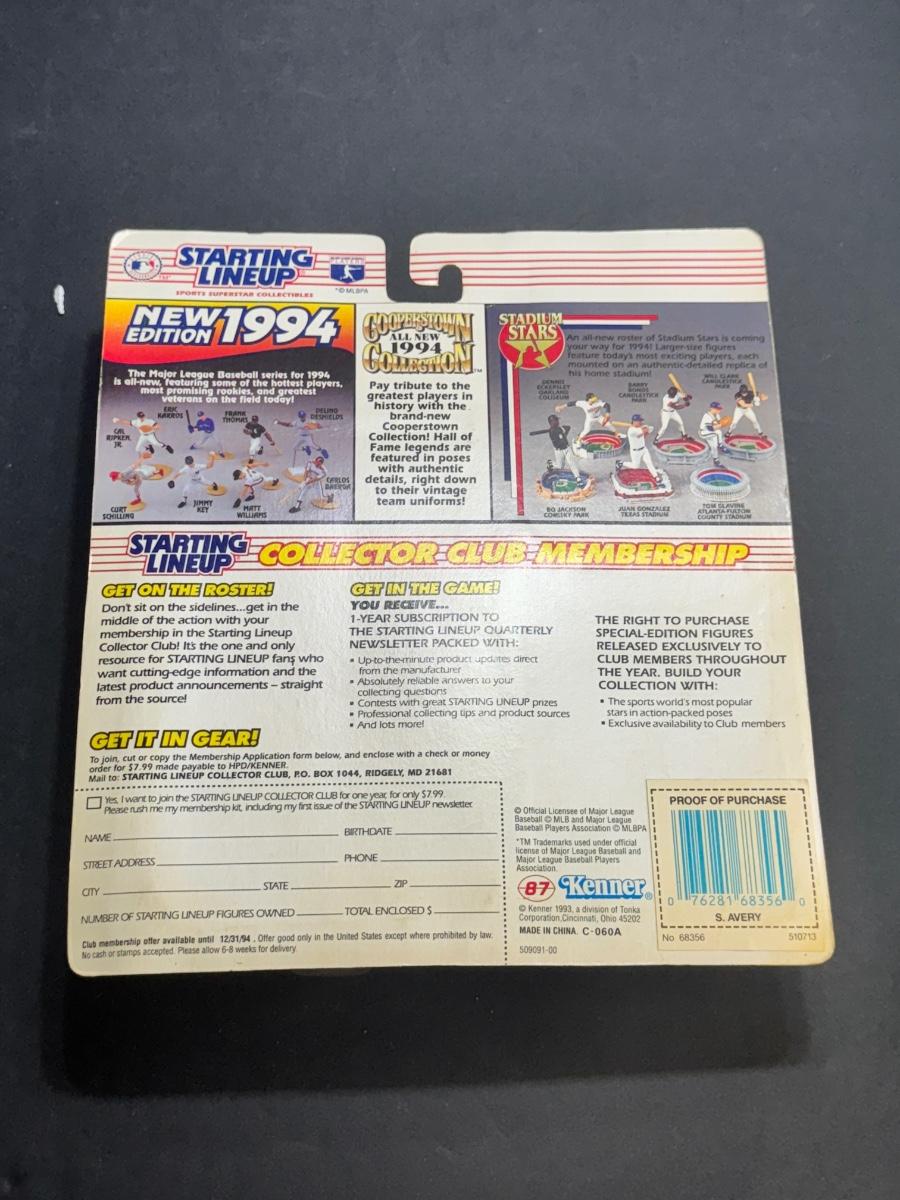 STARTING
LINEUP
SPORTS SUPERSTAR COLLECTIBLES
*© MLBPA
NEW
EDITION 1994
The Major League Baseball series for 1994
is all-new, featuring some of the hottest players,
most promising rookies, and greatest
veterans on the field today!
CAL
RIPKEN,
JR.
ERIC
KARROS
FRANK
THOMAS
DELINO
DESHIELDS
CURT
SCHILLING
JIMMY
KEY
MATT
WILLIAMS
CARLOS
BAERGA
COOPERSTOWN
ALL NEW
1994
COLLECTION™
Pay tribute to the
greatest players in
history with the
brand-new
Cooperstown
Collection! Hall of
Fame legends are
featured in poses
with authentic
details, right down
to their vintage
team uniforms!
STADIUM
STARS
An all-new roster of Stadium Stars is coming
your way for 1994! Larger-size figures
feature today's most exciting players, each
mounted on an authentic-detailed replica of
his home stadium!
DENNIS
ECKERSLEY
OAKLAND
COLISEUM
BARRY
BONDS
CANDLESTICK
PARK
WILL CLARK
CANDLESTICK
PARK
BO JACKSON
COMISKY PARK
JUAN GONZALEZ
TEXAS STADIUM
TOM GLAVINE
ATLANTA-FULTON
COUNTY STADIUM
STARTING
LINEUP
COLLECTOR CLUB MEMBERSHIP
GET ON THE ROSTER!
Don't sit on the sidelines...get in the
middle of the action with your
membership in the Starting Lineup
Collector Club! It's the one and only
resource for STARTING LINEUP fans who
want cutting-edge information and the
latest product announcements – straight
from the source!
GET IN THE GAME!
YOU RECEIVE...
1-YEAR SUBSCRIPTION TO
THE STARTING LINEUP QUARTERLY
NEWSLETTER PACKED WITH:
▪ Up-to-the-minute product updates direct
from the manufacturer
▪ Absolutely reliable answers to your
collecting questions
▪ Contests with great STARTING LINEUP prizes
▪ Professional collecting tips and product sources
▪ And lots more!
THE RIGHT TO PURCHASE
SPECIAL-EDITION FIGURES
RELEASED EXCLUSIVELY TO
CLUB MEMBERS THROUGHOUT
THE YEAR. BUILD YOUR
COLLECTION WITH:
▪ The sports world's most popular
stars in action-packed poses
▪ Exclusive availability to Club members
GET IT IN GEAR!
To join, cut or copy the Membership Application form below, and enclose with a check or money
order for $7.99 made payable to HPD/KENNER.
Mail to: STARTING LINEUP COLLECTOR CLUB, P.O. BOX 1044, RIDGELY, MD 21681
Yes, I want to join the STARTING LINEUP COLLECTOR CLUB for one year, for only $7.99.
Please rush me my membership kit, including my first issue of the STARTING LINEUP newsletter.
NAME BIRTHDATE
STREET ADDRESS PHONE
CITY STATE ZIP
NUMBER OF STARTING LINEUP FIGURES OWNED TOTAL ENCLOSED $
Club membership offer available until 12/31/94. Offer good only in the United States except where prohibited by law.
No cash or stamps accepted. Please allow 6-8 weeks for delivery.
© Official Licensee of Major League
Baseball © MLB and Major League
Baseball Players Association © MLBPA
*TM Trademarks used under official
license of Major League Baseball and
Major League Baseball Players
Association.
87 Kenner®
© Kenner 1993, a division of Tonka
Corporation, Cincinnati, Ohio 45202
MADE IN CHINA. C-060A
509091-00
PROOF OF PURCHASE
0 76281 68356 0
S. AVERY
No 68356 510713